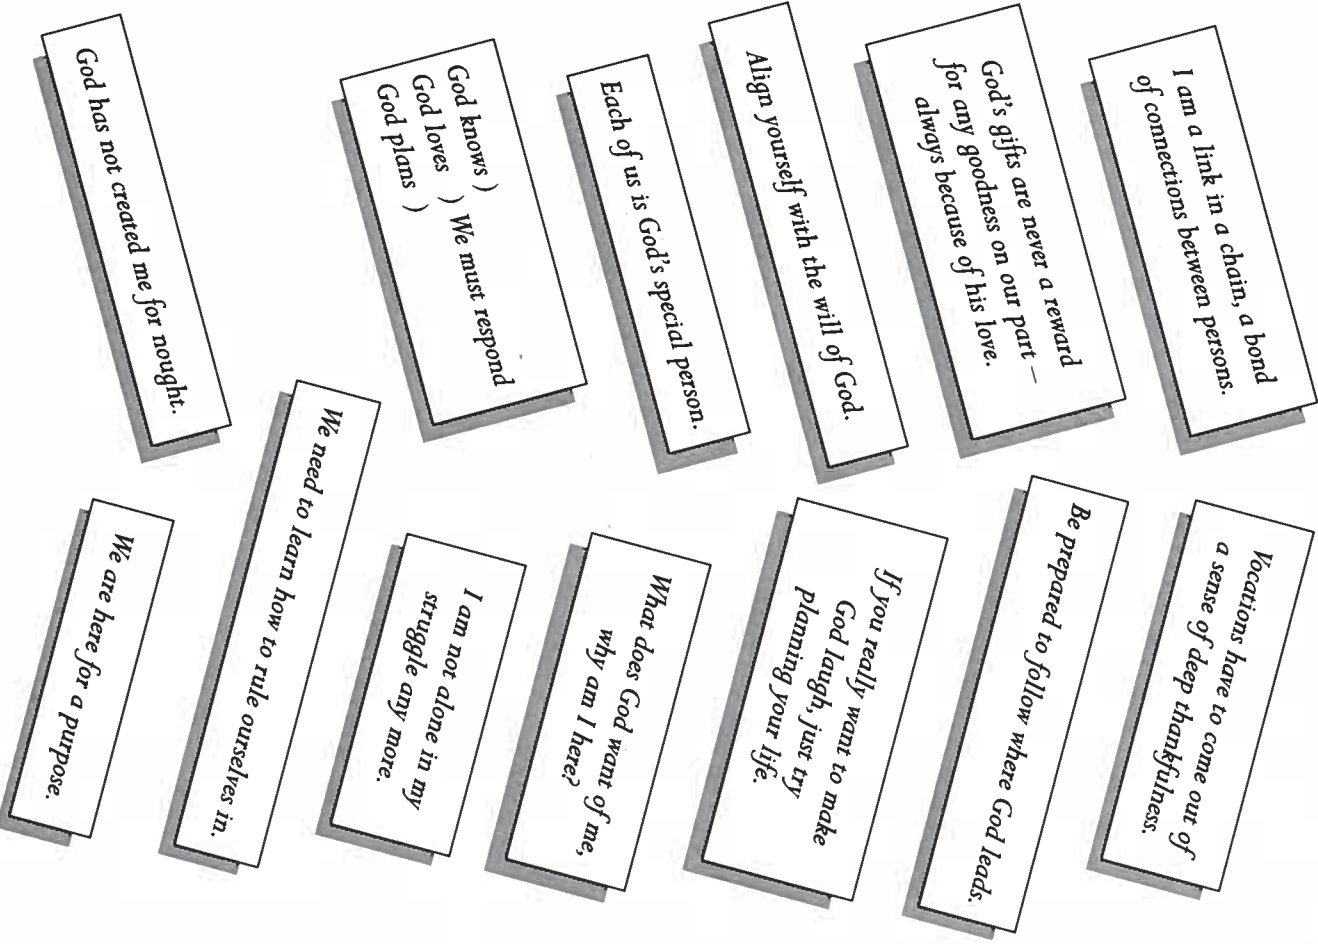 I am a link in a chain, a bond
of connections between persons.
God's gifts are never a reward
for any goodness on our part –
always because of his love.
Align yourself with the will of God.
Each of us is God's special person.
God knows )
God loves ) We must respond
God plans )
God has not created me for nought.
Vocations have to come our of
a sense of deep thankfulness.
Be prepared to follow where God leads.
If you really want to make
God laugh, just try
planning your life.
What does God want of me,
why am I here?
I am not alone in my
struggle any more.
We need to learn how to rule ourselves in.
We are here for a purpose.